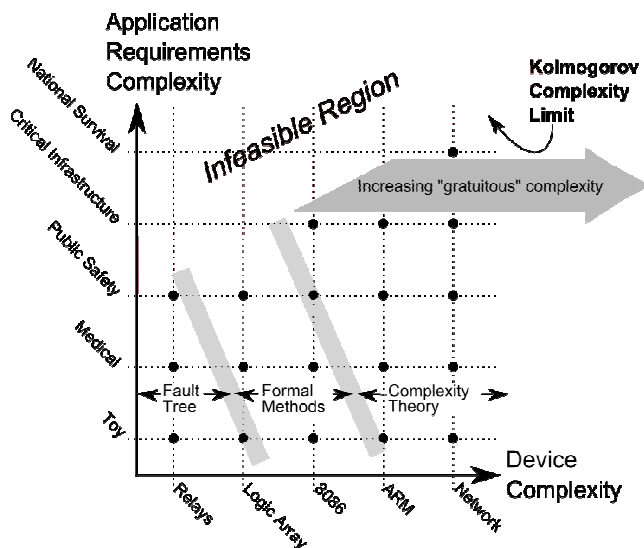 Application
Requirements
Complexity
Kolmogorov
Complexity
Limit
Infeasible Region
Increasing "gratuitous" complexity
National Survival
Critical Infrastructure
Public Safety
Medical
Toy
Fault
Tree
Formal
Methods
Complexity
Theory
Relays
Logic Array
8086
ARM
Network
Device
Complexity